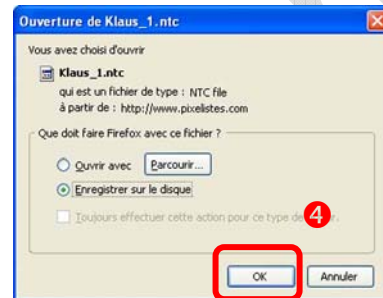 Ouverture de Klaus_1.ntc
Vous avez choisi d'ouvrir
Klaus_1.ntc
qui est un fichier de type : NTC file
à partir de : http://www.pixelistes.com
Que doit faire Firefox avec ce fichier ?
Ouvrir avec Parcourir...
Enregistrer sur le disque
Toujours effectuer cette action pour ce type de
4
OK Annuler